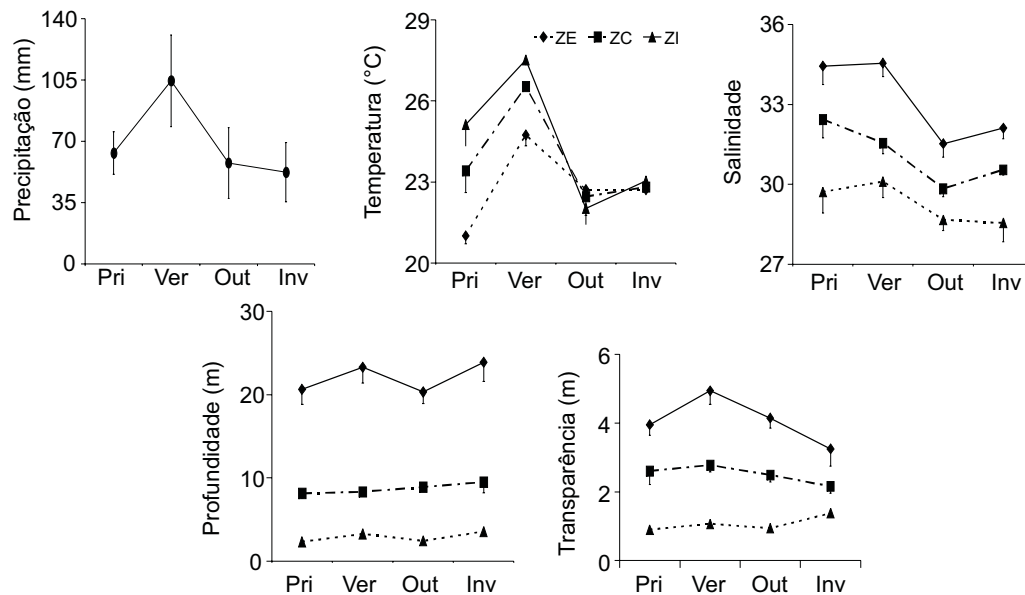 Precipitação (mm)
140
105
70
35
0
Pri Ver Out Inv
Temperatura (°C)
29
26
23
20
ZE ZC ZI
Pri Ver Out Inv
Salinidade
36
33
30
27
Pri Ver Out Inv
Profundidade (m)
30
20
10
0
Pri Ver Out Inv
Transparência (m)
6
4
2
0
Pri Ver Out Inv